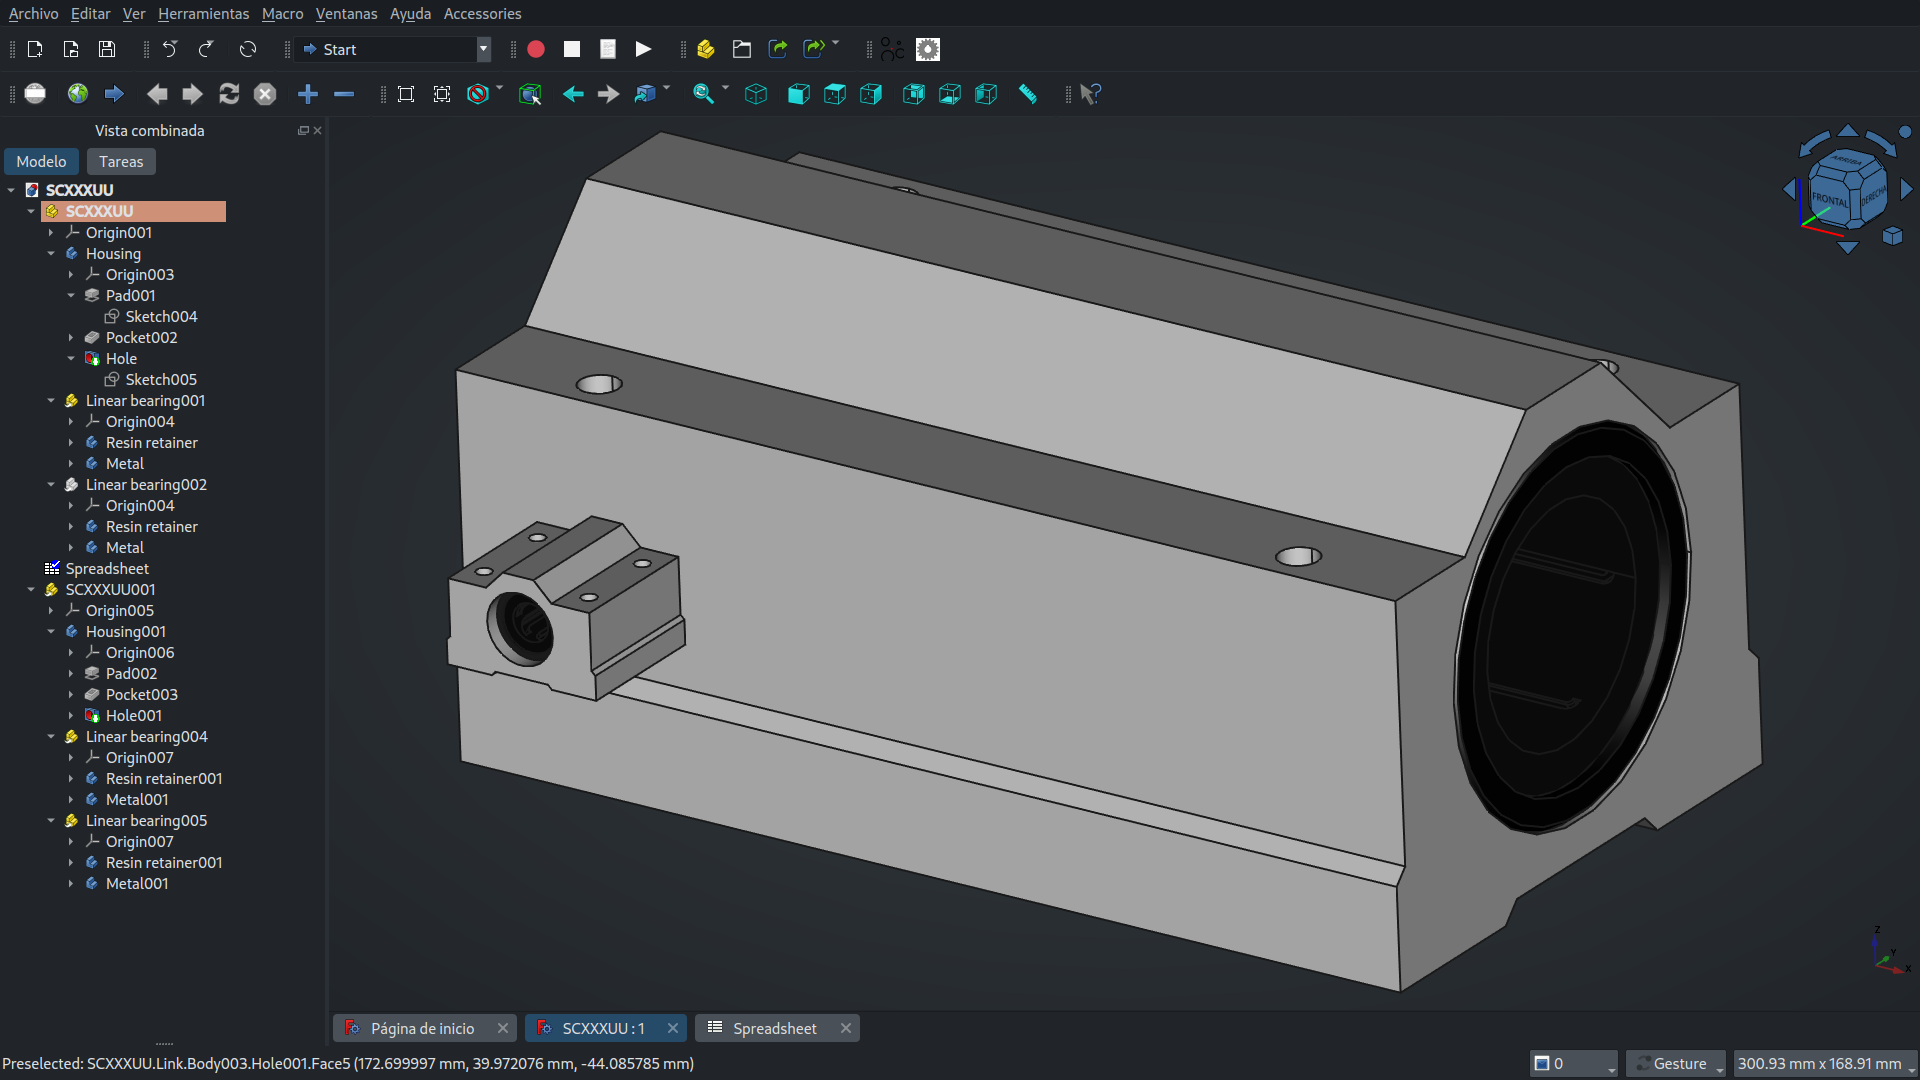 Archivo Editar Ver Herramientas Macro Ventanas Ayuda Accessories
Start
Vista combinada
Modelo Tareas
SCXXXUU
SCXXXUU
Origin001
Housing
Origin003
Pad001
Sketch004
Pocket002
Hole
Sketch005
Linear bearing001
Origin004
Resin retainer
Metal
Linear bearing002
Origin004
Resin retainer
Metal
Spreadsheet
SCXXXUU001
Origin005
Housing001
Origin006
Pad002
Pocket003
Hole001
Linear bearing004
Origin007
Resin retainer001
Metal001
Linear bearing005
Origin007
Resin retainer001
Metal001
ARRIBA
FRONTAL
DERECHA
Z
Y
X
Página de inicio
SCXXXUU : 1
Spreadsheet
Preselected: SCXXXUU.Link.Body003.Hole001.Face5 (172.699997 mm, 39.972076 mm, -44.085785 mm)
0
Gesture
300.93 mm x 168.91 mm